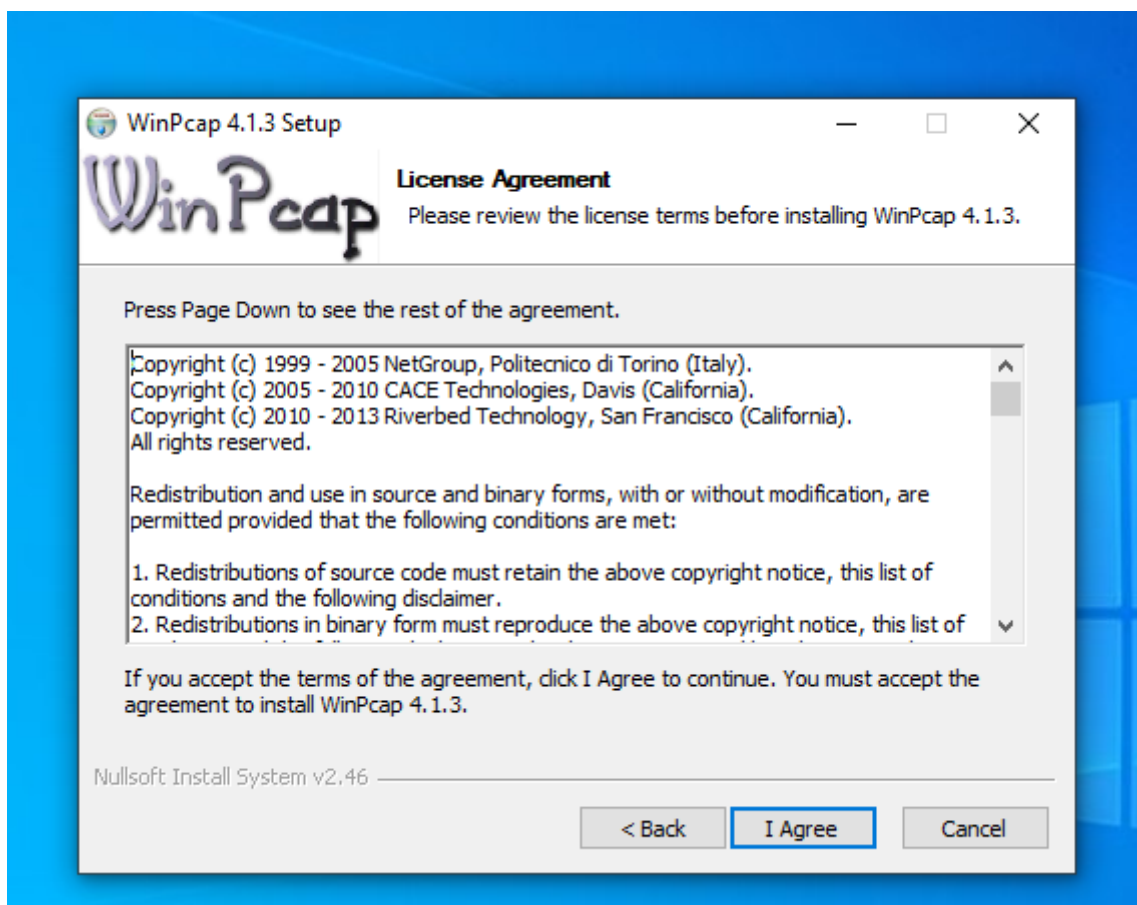 WinPcap 4.1.3 Setup
WinPcap
License Agreement
Please review the license terms before installing WinPcap 4.1.3.
Press Page Down to see the rest of the agreement.
Copyright (c) 1999 - 2005 NetGroup, Politecnico di Torino (Italy).
Copyright (c) 2005 - 2010 CACE Technologies, Davis (California).
Copyright (c) 2010 - 2013 Riverbed Technology, San Francisco (California).
All rights reserved.
Redistribution and use in source and binary forms, with or without modification, are
permitted provided that the following conditions are met:
1. Redistributions of source code must retain the above copyright notice, this list of
conditions and the following disclaimer.
2. Redistributions in binary form must reproduce the above copyright notice, this list of
If you accept the terms of the agreement, click I Agree to continue. You must accept the
agreement to install WinPcap 4.1.3.
Nullsoft Install System v2.46
< Back
I Agree
Cancel